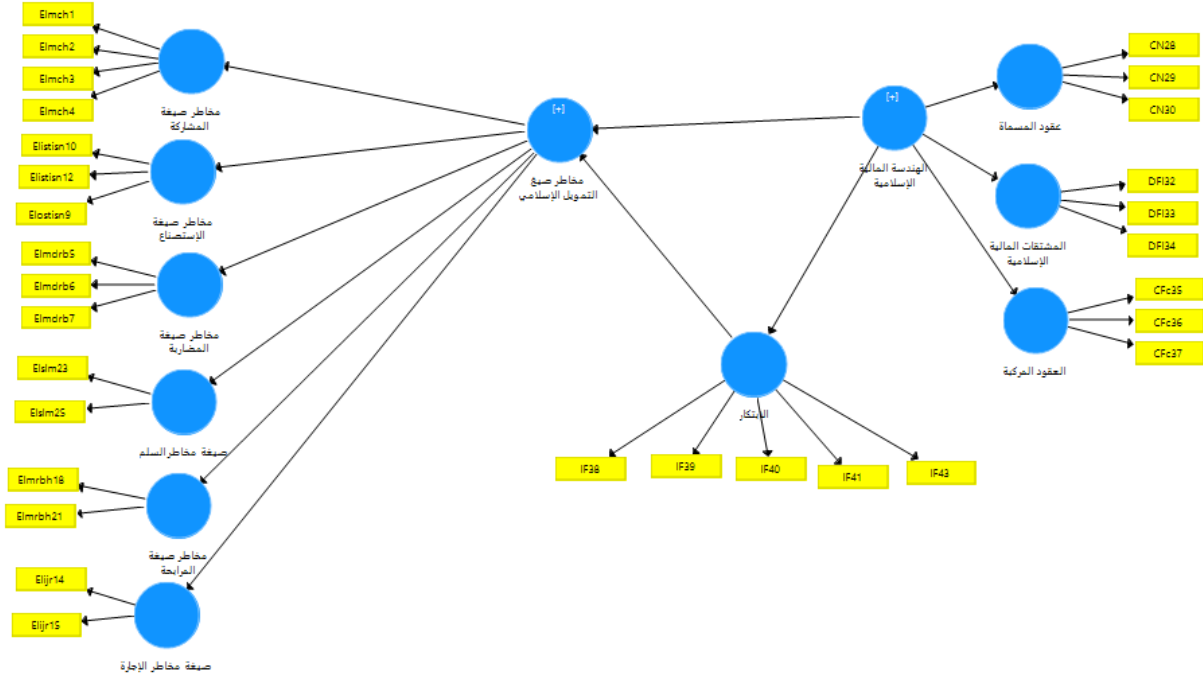 Elmch1
Elmch2
Elmch3
Elmch4
مخاطر صيغة
المشاركة
Elistisn10
Elistisn12
Elostisn9
مخاطر صيغة
الإستصناع
Elmdrb5
Elmdrb6
Elmdrb7
مخاطر صيغة
المضاربة
Elslm23
Elslm25
صيغة مخاطر السلم
Elmrbh18
Elmrbh21
مخاطر صيغة
المرابحة
Elijr14
Elijr15
صيغة مخاطر الإجارة
[+]
مخاطر صيغ
التمويل الإسلامي
[+]
الهندسة المالية
الإسلامية
الابتكار
IF38
IF39
IF40
IF41
IF43
CN28
CN29
CN30
عقود المسماة
DFI32
DFI33
DFI34
المشتقات المالية
الإسلامية
CFc35
CFc36
CFc37
العقود المركبة